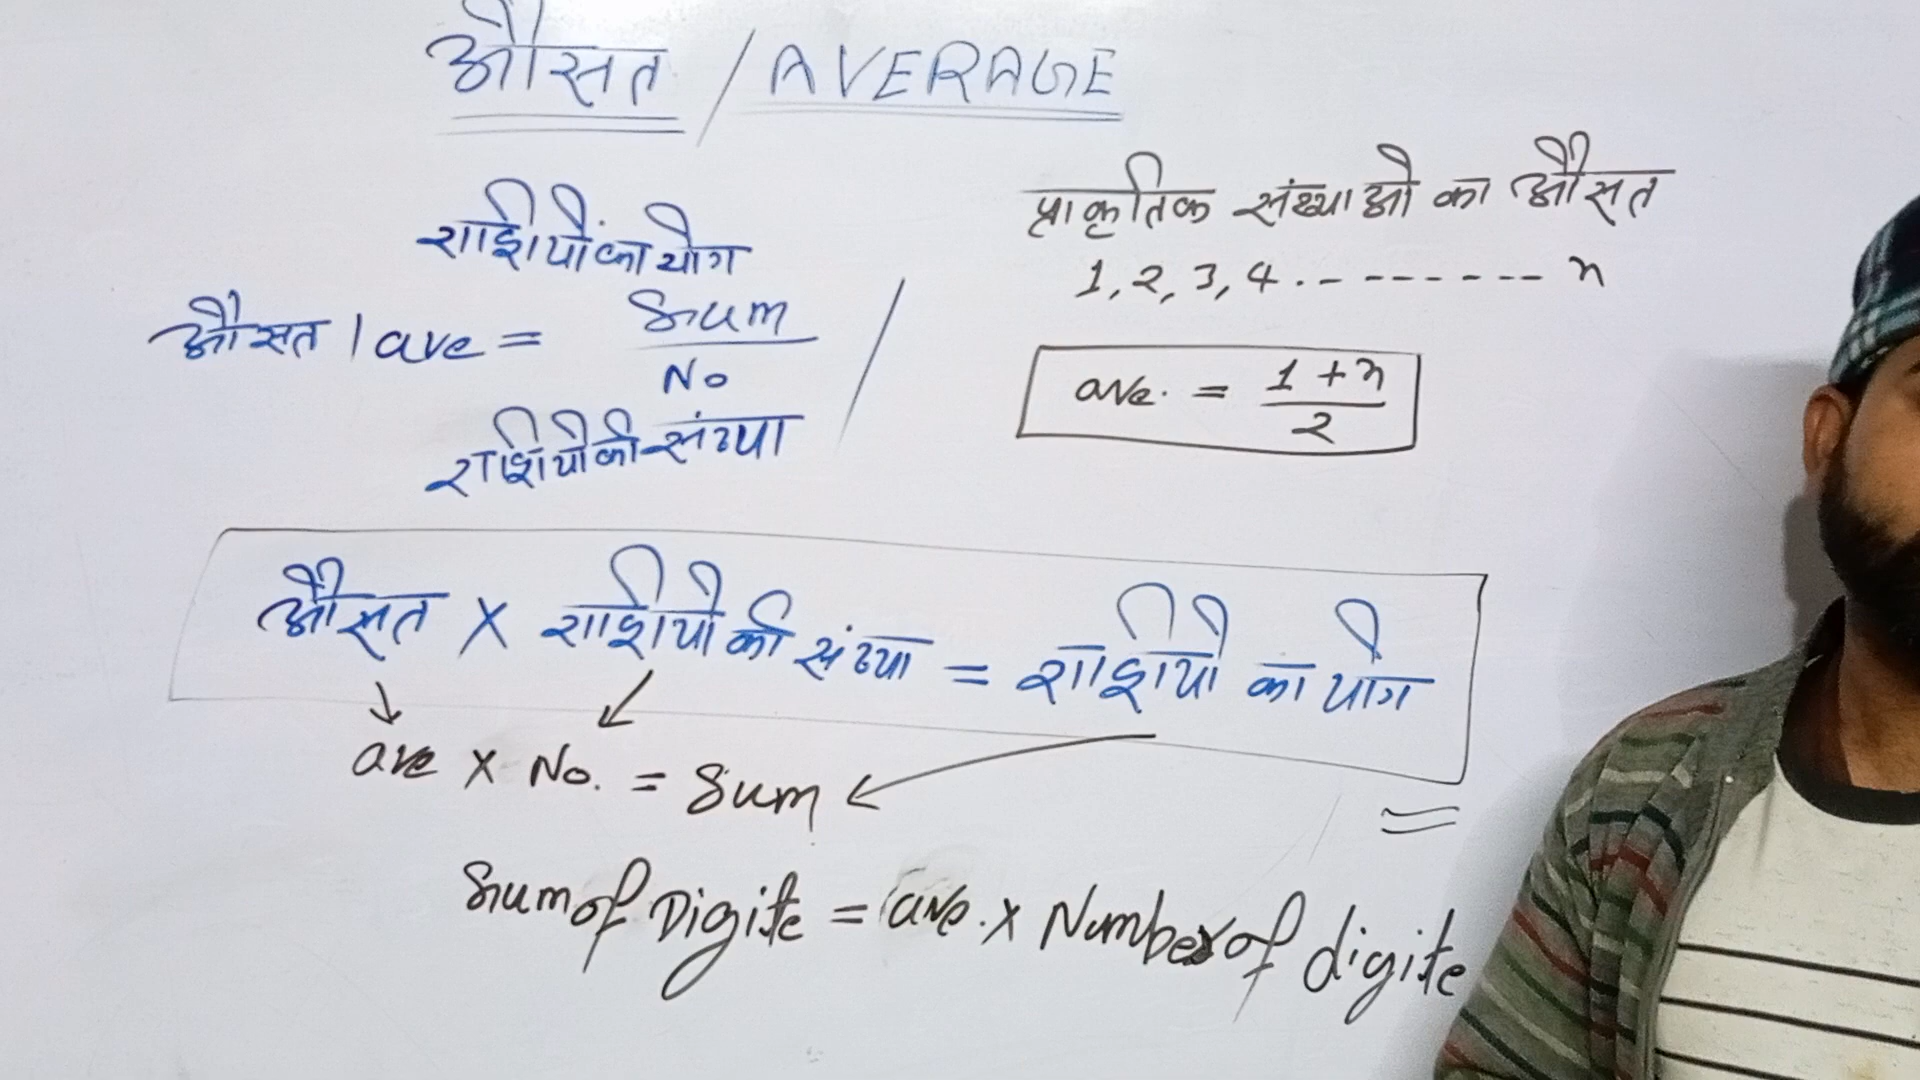 औसत / AVERAGE
राशियों का योग
औसत / ave = Sum / No
राशियो की संख्या
प्राकृतिक संख्याओ का औसत
1, 2, 3, 4 . - - - - - - - n
ave. = 1 + n / 2
औसत X राशियो की संख्या = राशियो का योग
ave X No. = Sum
Sum of Digite = ave. X Number of digite